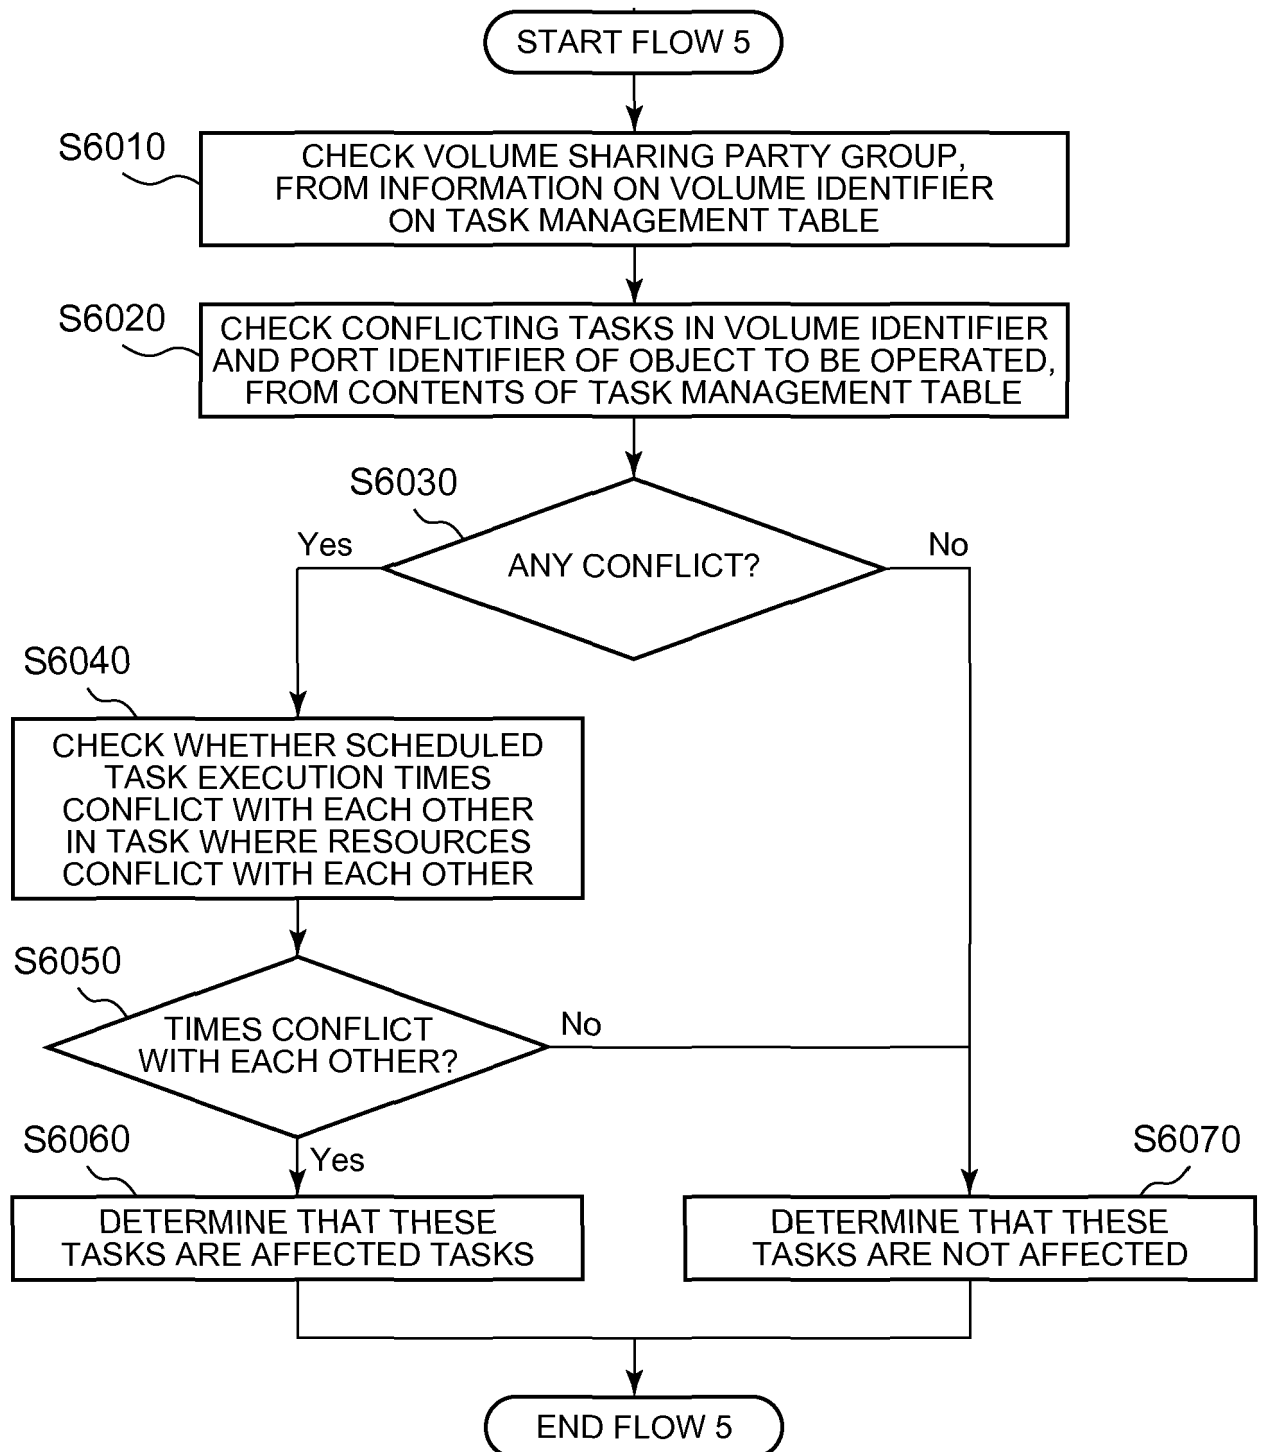 START FLOW 5
S6010
CHECK VOLUME SHARING PARTY GROUP,
FROM INFORMATION ON VOLUME IDENTIFIER
ON TASK MANAGEMENT TABLE
S6020
CHECK CONFLICTING TASKS IN VOLUME IDENTIFIER
AND PORT IDENTIFIER OF OBJECT TO BE OPERATED,
FROM CONTENTS OF TASK MANAGEMENT TABLE
S6030
Yes
ANY CONFLICT?
No
S6040
CHECK WHETHER SCHEDULED
TASK EXECUTION TIMES
CONFLICT WITH EACH OTHER
IN TASK WHERE RESOURCES
CONFLICT WITH EACH OTHER
S6050
TIMES CONFLICT
WITH EACH OTHER?
No
S6060
Yes
DETERMINE THAT THESE
TASKS ARE AFFECTED TASKS
S6070
DETERMINE THAT THESE
TASKS ARE NOT AFFECTED
END FLOW 5